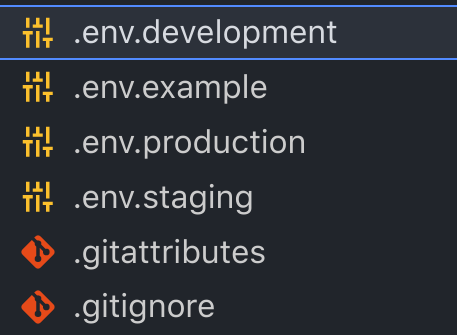 .env.development
.env.example
.env.production
.env.staging
.gitattributes
.gitignore